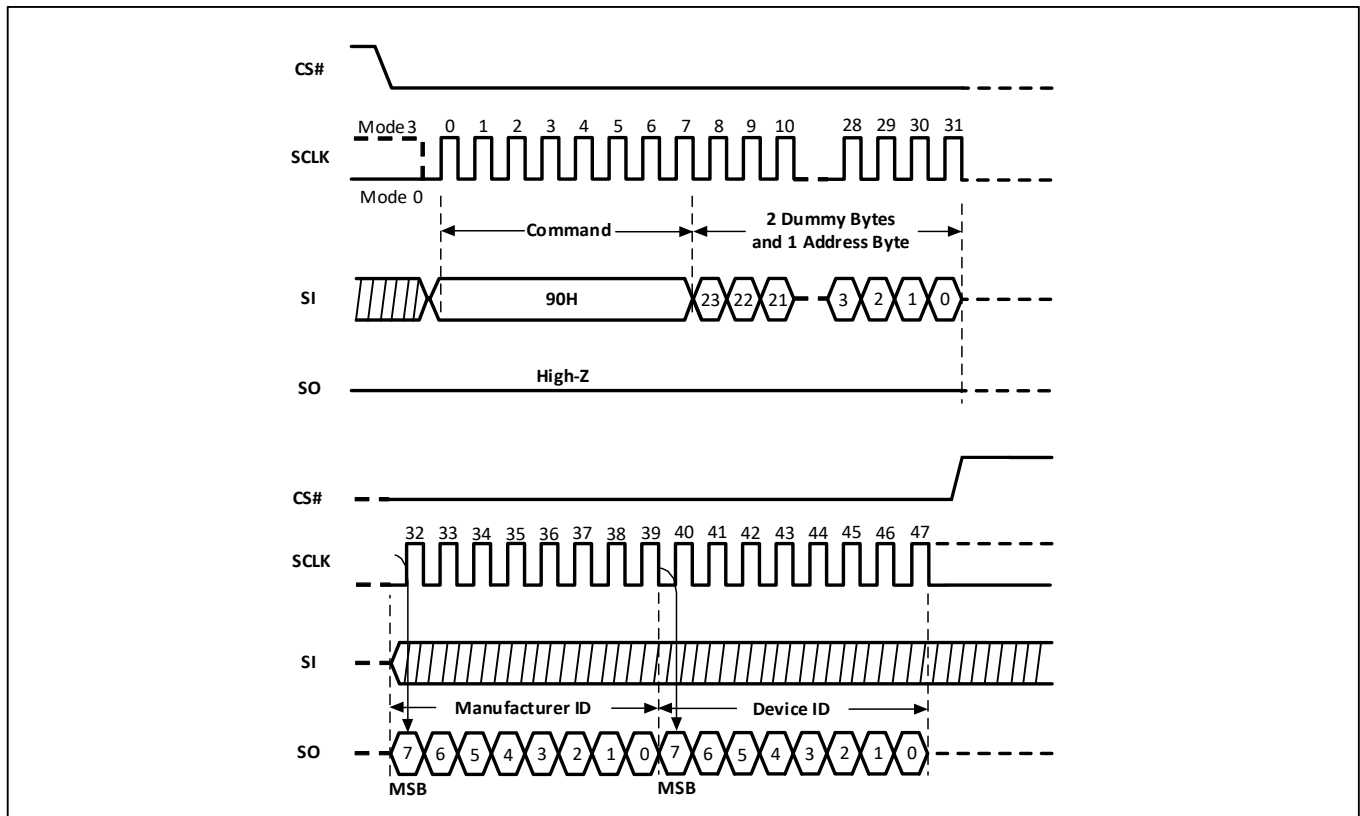 CS#
Mode 3 0 1 2 3 4 5 6 7 8 9 10 28 29 30 31
SCLK
Mode 0
Command
2 Dummy Bytes
and 1 Address Byte
SI 90H 23 22 21 3 2 1 0
High-Z
SO
CS#
32 33 34 35 36 37 38 39 40 41 42 43 44 45 46 47
SCLK
SI
Manufacturer ID Device ID
SO 7 6 5 4 3 2 1 0 7 6 5 4 3 2 1 0
MSB MSB